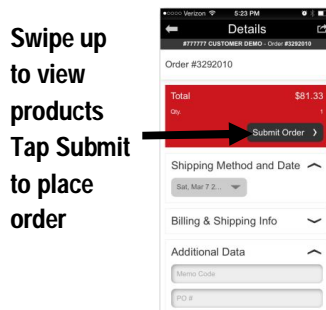 Swipe up
to view
products
Tap Submit
to place
order
Verizon 5:23 PM
Details
#777777 CUSTOMER DEMO - Order #3292010
Order #3292010
Total $81.33
Qty. 1
Submit Order
Shipping Method and Date
Sat, Mar 7 2...
Billing & Shipping Info
Additional Data
Memo Code
PO #